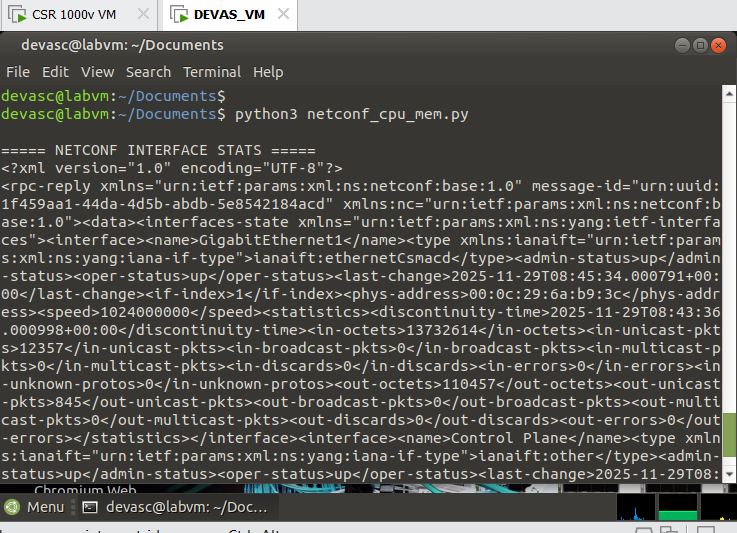 CSR 1000v VM
DEVAS_VM
devasc@labvm: ~/Documents
File Edit View Search Terminal Help
devasc@labvm:~/Documents$
devasc@labvm:~/Documents$ python3 netconf_cpu_mem.py
===== NETCONF INTERFACE STATS =====
<?xml version="1.0" encoding="UTF-8"?>
<rpc-reply xmlns="urn:ietf:params:xml:ns:netconf:base:1.0" message-id="urn:uuid:
1f459aa1-44da-4d5b-abdb-5e8542184acd" xmlns:nc="urn:ietf:params:xml:ns:netconf:b
ase:1.0"><data><interfaces-state xmlns="urn:ietf:params:xml:ns:yang:ietf-interfa
ces"><interface><name>GigabitEthernet1</name><type xmlns:ianaift="urn:ietf:param
s:xml:ns:yang:iana-if-type">ianaift:ethernetCsmacd</type><admin-status>up</admin
-status><oper-status>up</oper-status><last-change>2025-11-29T08:45:34.000791+00:
00</last-change><if-index>1</if-index><phys-address>00:0c:29:6a:b9:3c</phys-addr
ess><speed>1024000000</speed><statistics><discontinuity-time>2025-11-29T08:43:36
.000998+00:00</discontinuity-time><in-octets>13732614</in-octets><in-unicast-pkt
s>12357</in-unicast-pkts><in-broadcast-pkts>0</in-broadcast-pkts><in-multicast-p
kts>0</in-multicast-pkts><in-discards>0</in-discards><in-errors>0</in-errors><in
-unknown-protos>0</in-unknown-protos><out-octets>110457</out-octets><out-unicast
-pkts>845</out-unicast-pkts><out-broadcast-pkts>0</out-broadcast-pkts><out-multi
cast-pkts>0</out-multicast-pkts><out-discards>0</out-discards><out-errors>0</out
-errors></statistics></interface><interface><name>Control Plane</name><type xmln
s:ianaift="urn:ietf:params:xml:ns:yang:iana-if-type">ianaift:other</type><admin-
status>up</admin-status><oper-status>up</oper-status><last-change>2025-11-29T08:
Chromium Web
Menu
devasc@labvm: ~/Doc...